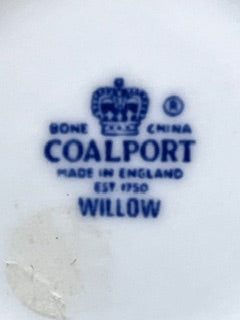 ®
BONE CHINA
COALPORT
MADE IN ENGLAND
EST. 1750
WILLOW